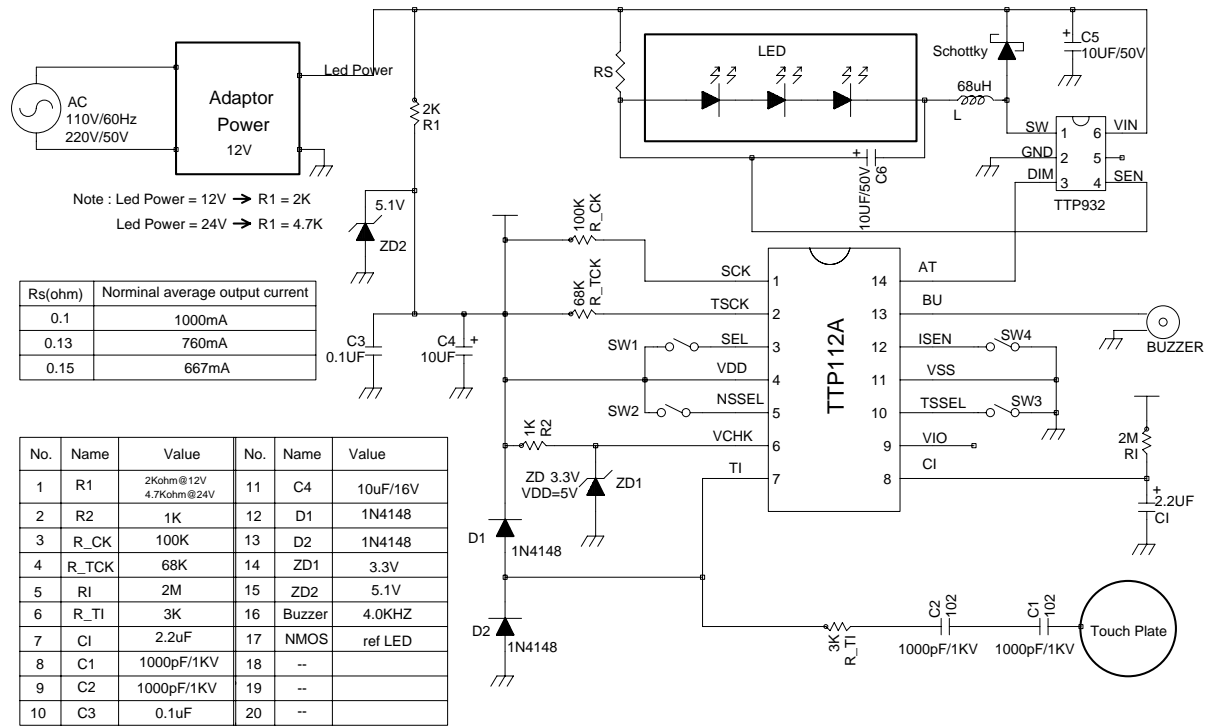 AC
110V/60Hz
220V/50V
Adaptor
Power
12V
Led Power
Note : Led Power = 12V → R1 = 2K
Led Power = 24V → R1 = 4.7K
2K
R1
5.1V
ZD2
RS
LED
68uH
L
Schottky
C5
10UF/50V
+
SW 1 6 VIN
GND 2 5
DIM 3 4 SEN
TTP932
+
10UF/50V
C6
100K
R_CK
68K
R_TCK
C3
0.1UF
C4
10UF
+
Rs(ohm) Norminal average output current
0.1 1000mA
0.13 760mA
0.15 667mA
TTP112A
SCK 1 14 AT
TSCK 2 13 BU
SW1 SEL 3 12 ISEN SW4
VDD 4 11 VSS
SW2 NSSEL 5 10 TSSEL SW3
VCHK 6 9 VIO
TI 7 8 CI
BUZZER
1K
R2
ZD 3.3V
VDD=5V
ZD1
2M
RI
+
2.2UF
CI
D1
1N4148
D2
1N4148
3K
R_TI
C2
102
1000pF/1KV
C1
102
1000pF/1KV
Touch Plate
No. Name Value No. Name Value
1 R1 2Kohm@12V 4.7Kohm@24V 11 C4 10uF/16V
2 R2 1K 12 D1 1N4148
3 R_CK 100K 13 D2 1N4148
4 R_TCK 68K 14 ZD1 3.3V
5 RI 2M 15 ZD2 5.1V
6 R_TI 3K 16 Buzzer 4.0KHZ
7 CI 2.2uF 17 NMOS ref LED
8 C1 1000pF/1KV 18 --
9 C2 1000pF/1KV 19 --
10 C3 0.1uF 20 --